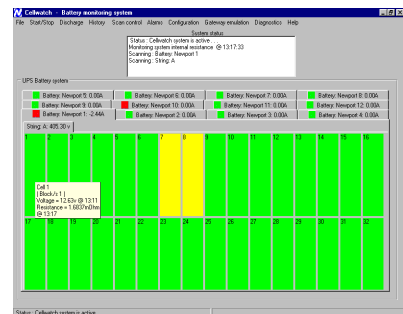 Cellwatch - Battery monitoring system
File Start/Stop Discharge History Scan control Alarms Configuration Gateway emulation Diagnostics Help
System status
Status : Cellwatch system is active . . .
Monitoring system internal resistance @ 13:17:33
Scanning : Battery: Newport 1
Scanning : String: A
UPS Battery system
Battery: Newport 5: 0.00A Battery: Newport 6: 0.00A Battery: Newport 7: 0.00A Battery: Newport 8: 0.00A
Battery: Newport 9: 0.00A Battery: Newport 10: 0.00A Battery: Newport 11: 0.00A Battery: Newport 12: 0.00A
Battery: Newport 1: -2.44A Battery: Newport 2: 0.00A Battery: Newport 3: 0.00A Battery: Newport 4: 0.00A
String: A: 405.30 v
1 2 3 4 5 6 7 8 9 10 11 12 13 14 15 16
Cell 1
( Block/s 1 )
Voltage = 12.63v @ 13:11
Resistance = 1.6837mOhm
@ 13:17
17 18 19 20 21 22 23 24 25 26 27 28 29 30 31 32
Status : Cellwatch system is active